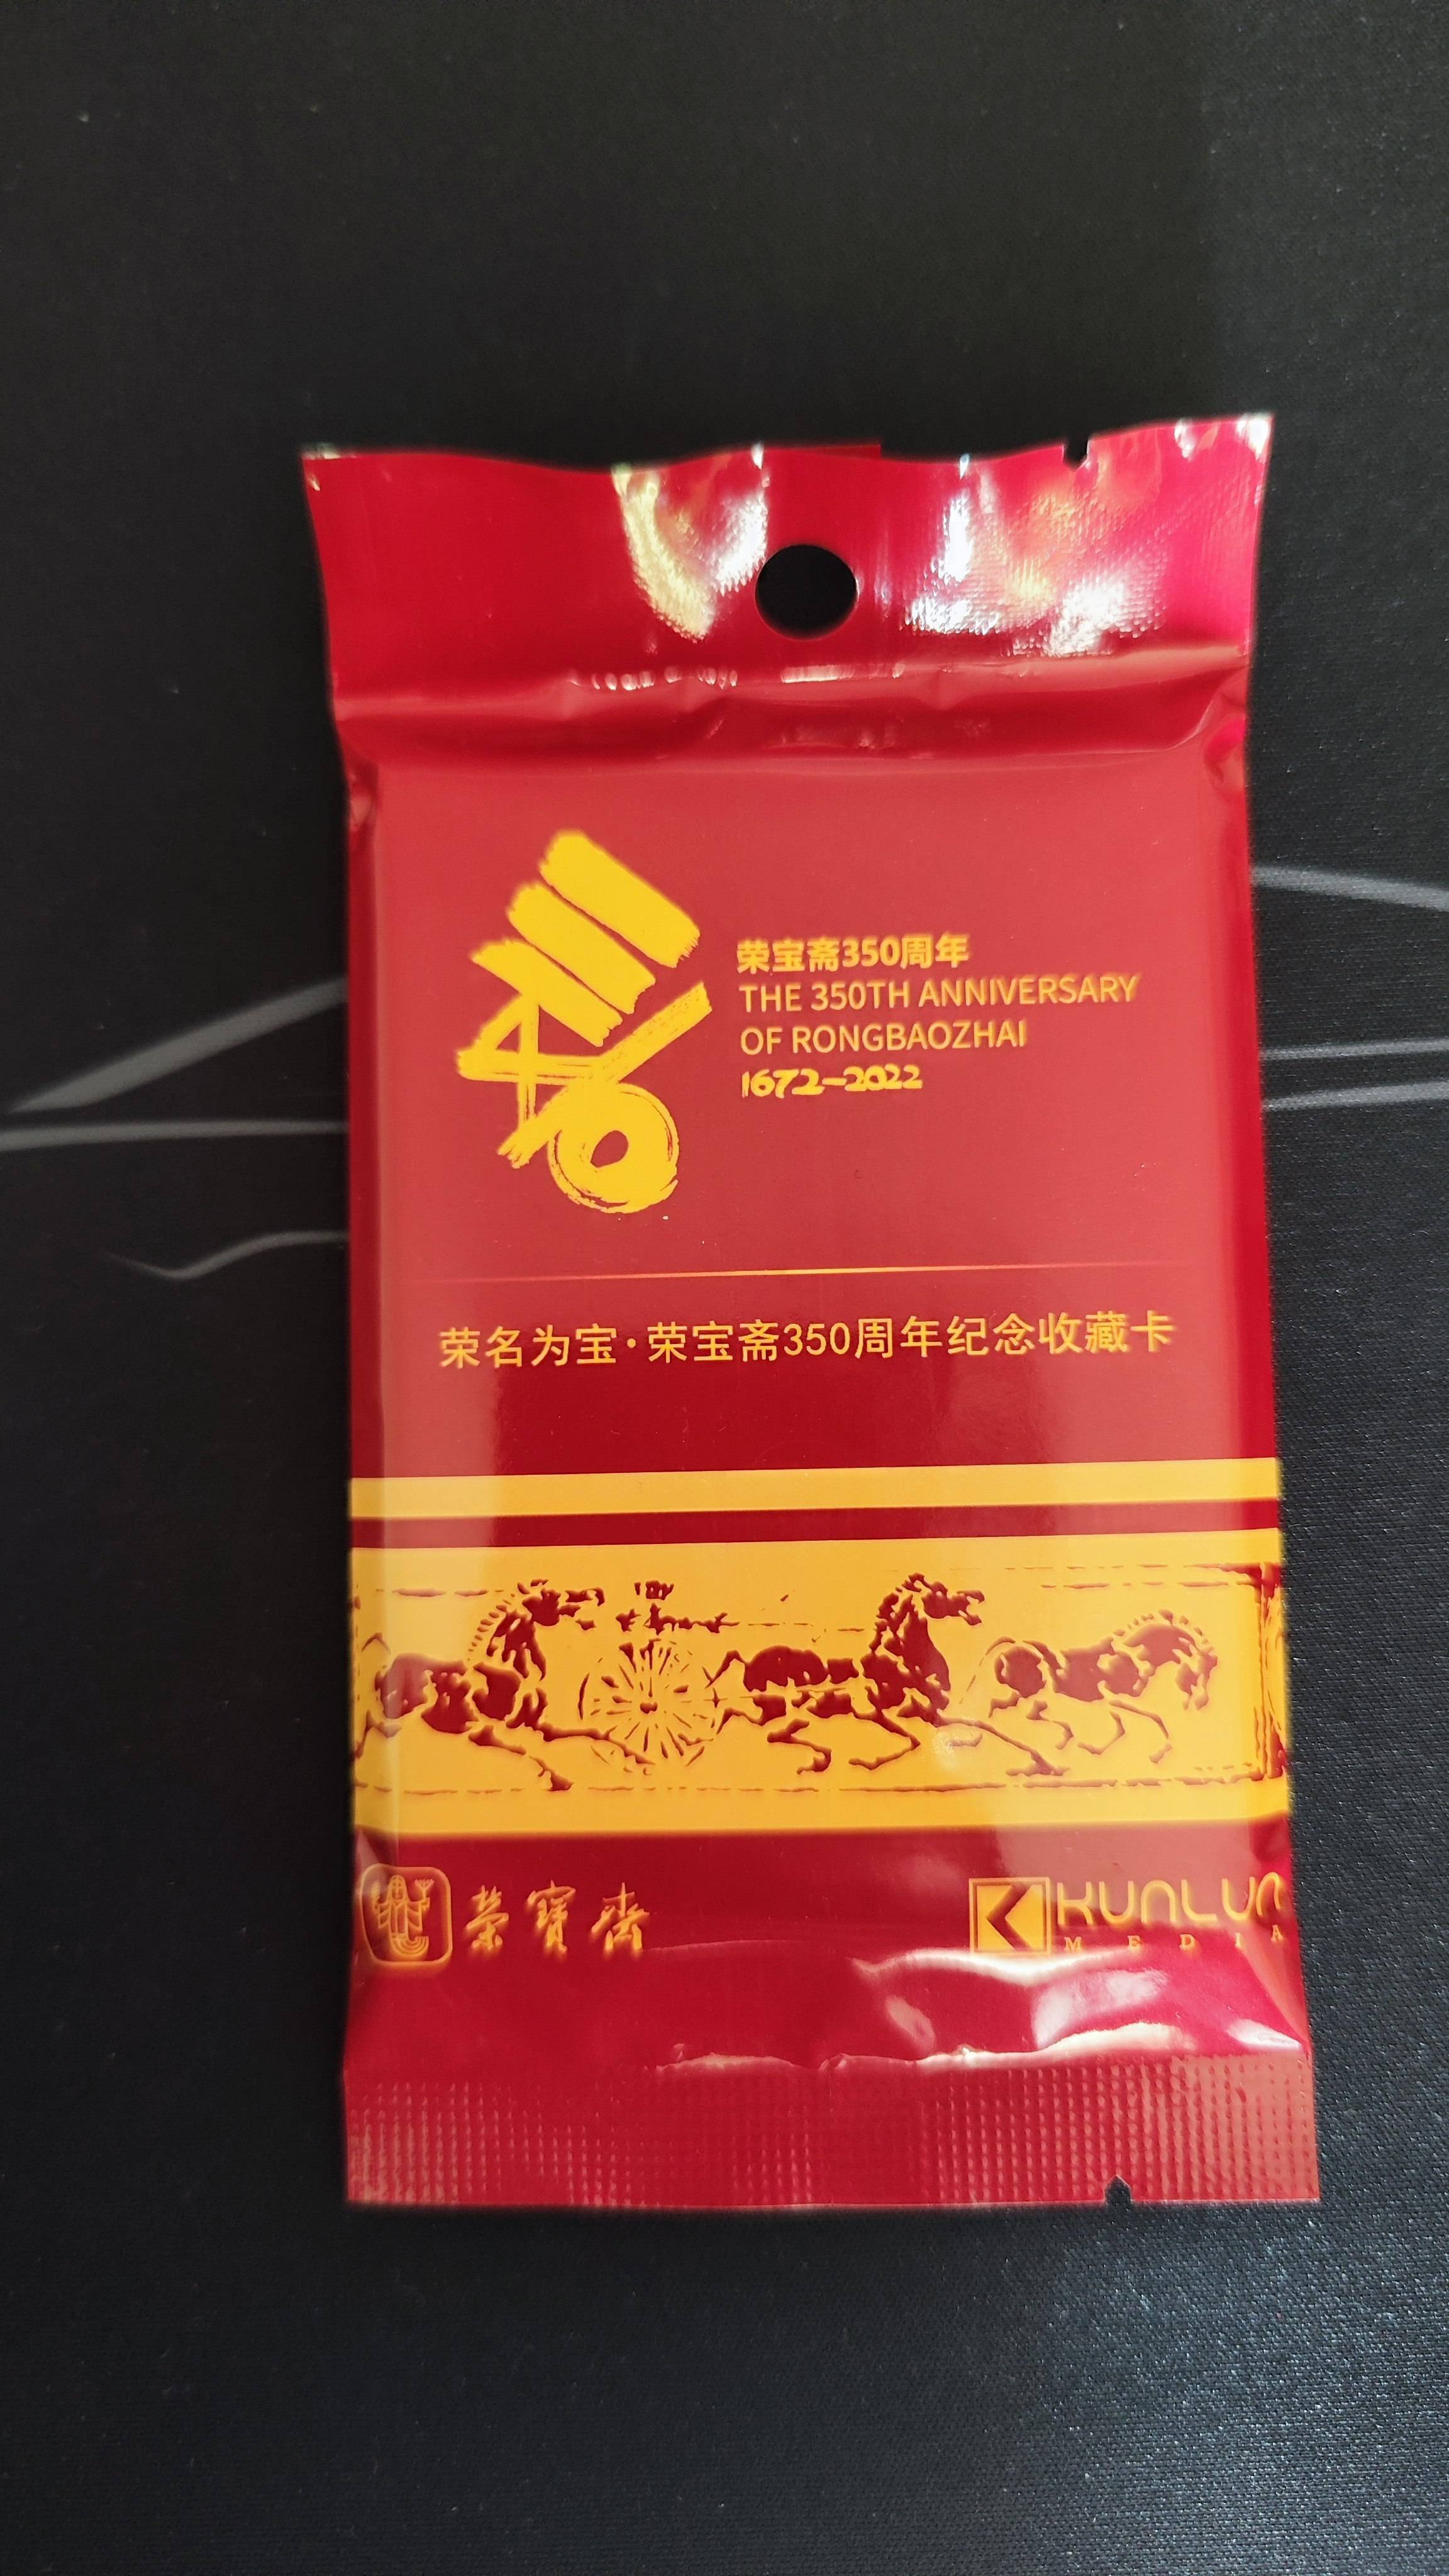 荣宝斋350周年
THE 350TH ANNIVERSARY
OF RONGBAOZHAI
1672-2022
荣名为宝·荣宝斋350周年纪念收藏卡
榮寶齋
KUNLUN
MEDIA